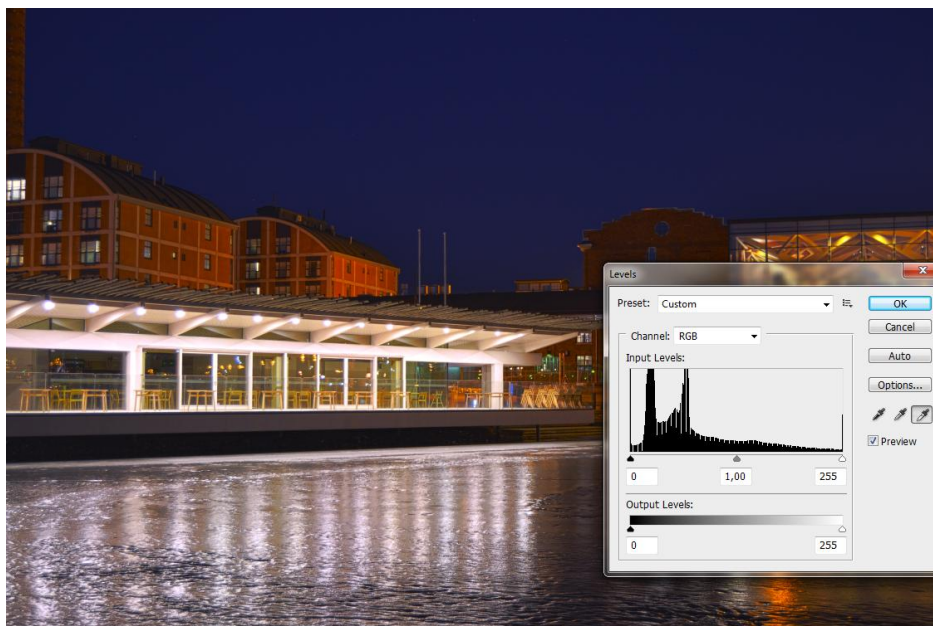 Levels
Preset: Custom
OK
Channel: RGB
Cancel
Input Levels:
Auto
Options...
Preview
0 1,00 255
Output Levels:
0 255